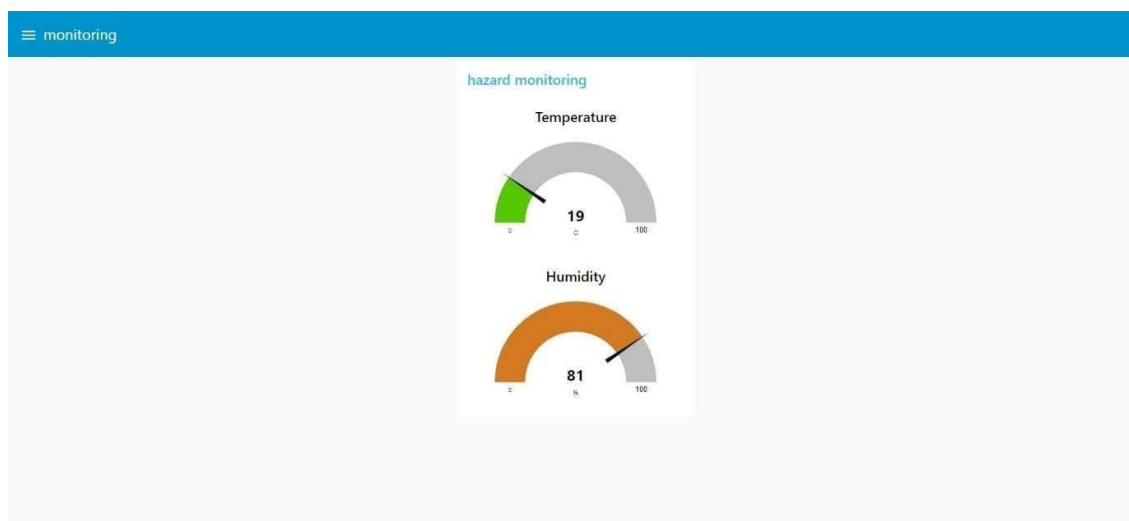 monitoring
hazard monitoring
Temperature
19
0 C 100
Humidity
81
0 % 100